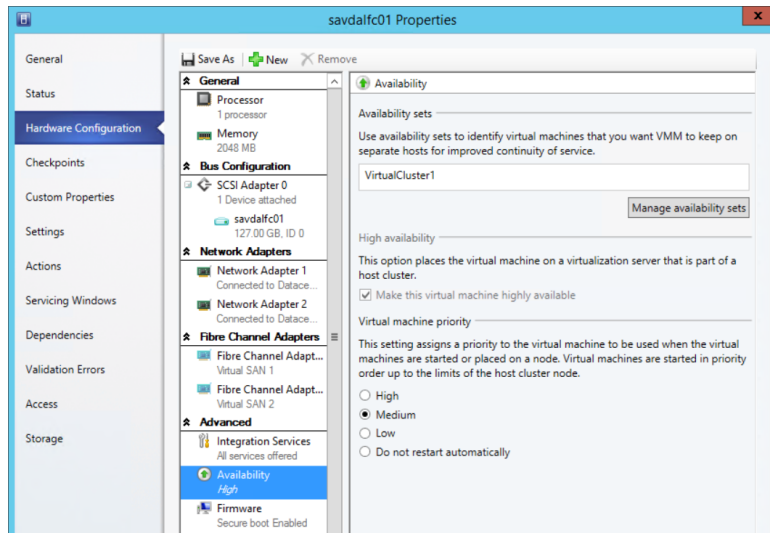 savdalfc01 Properties
x
General
Status
Hardware Configuration
Checkpoints
Custom Properties
Settings
Actions
Servicing Windows
Dependencies
Validation Errors
Access
Storage
Save As New Remove
General
Processor
1 processor
Memory
2048 MB
Bus Configuration
SCSI Adapter 0
1 Device attached
savdalfc01
127.00 GB, ID 0
Network Adapters
Network Adapter 1
Connected to Datace...
Network Adapter 2
Connected to Datace...
Fibre Channel Adapters
Fibre Channel Adapt...
Virtual SAN 1
Fibre Channel Adapt...
Virtual SAN 2
Advanced
Integration Services
All services offered
Availability
High
Firmware
Secure boot Enabled
Availability
Availability sets
Use availability sets to identify virtual machines that you want VMM to keep on
separate hosts for improved continuity of service.
VirtualCluster1
Manage availability sets
High availability
This option places the virtual machine on a virtualization server that is part of a
host cluster.
Make this virtual machine highly available
Virtual machine priority
This setting assigns a priority to the virtual machine to be used when the virtual
machines are started or placed on a node. Virtual machines are started in priority
order up to the limits of the host cluster node.
High
Medium
Low
Do not restart automatically